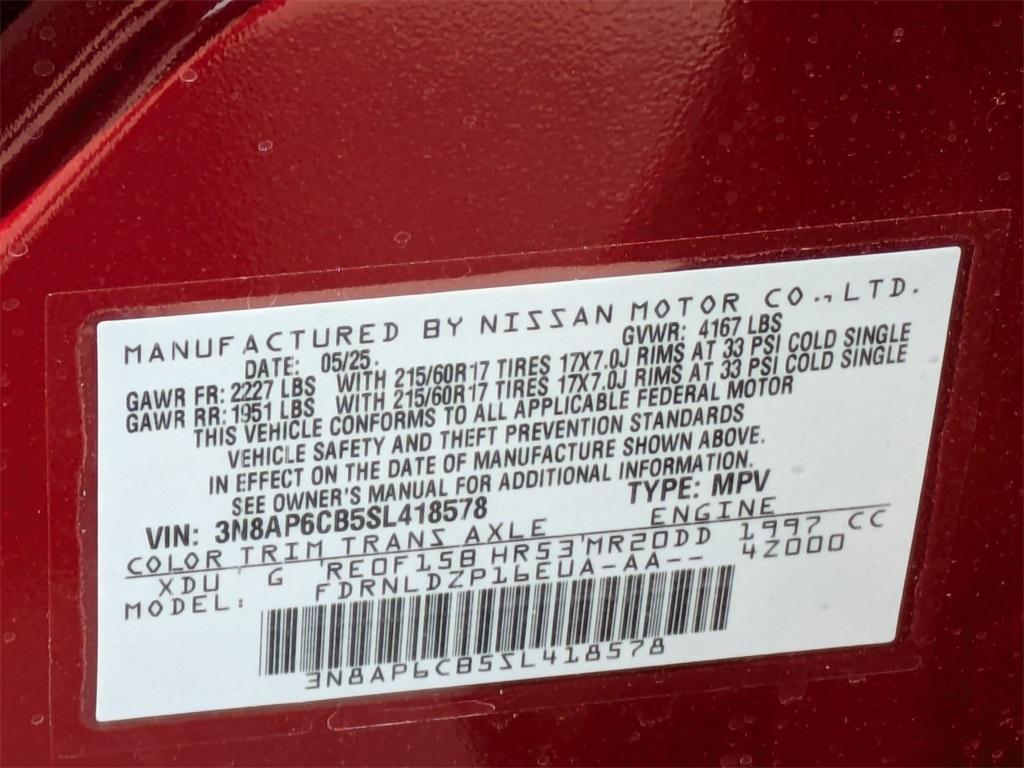 MANUFACTURED BY NISSAN MOTOR CO.,LTD.
DATE: 05/25. GVWR: 4167 LBS
GAWR FR: 2227 LBS WITH 215/60R17 TIRES 17X7.0J RIMS AT 33 PSI COLD SINGLE
GAWR RR: 1951 LBS WITH 215/60R17 TIRES 17X7.0J RIMS AT 33 PSI COLD SINGLE
THIS VEHICLE CONFORMS TO ALL APPLICABLE FEDERAL MOTOR
VEHICLE SAFETY AND THEFT PREVENTION STANDARDS
IN EFFECT ON THE DATE OF MANUFACTURE SHOWN ABOVE.
SEE OWNER'S MANUAL FOR ADDITIONAL INFORMATION.
VIN: 3N8AP6CB5SL418578 TYPE: MPV
COLOR TRIM TRANS AXLE ENGINE
XDU G RE0F15B HR53 MR20DD 1997 CC
MODEL: FDRNLDZP16EUA-AA-- 4Z000
3N8AP6CB5SL418578